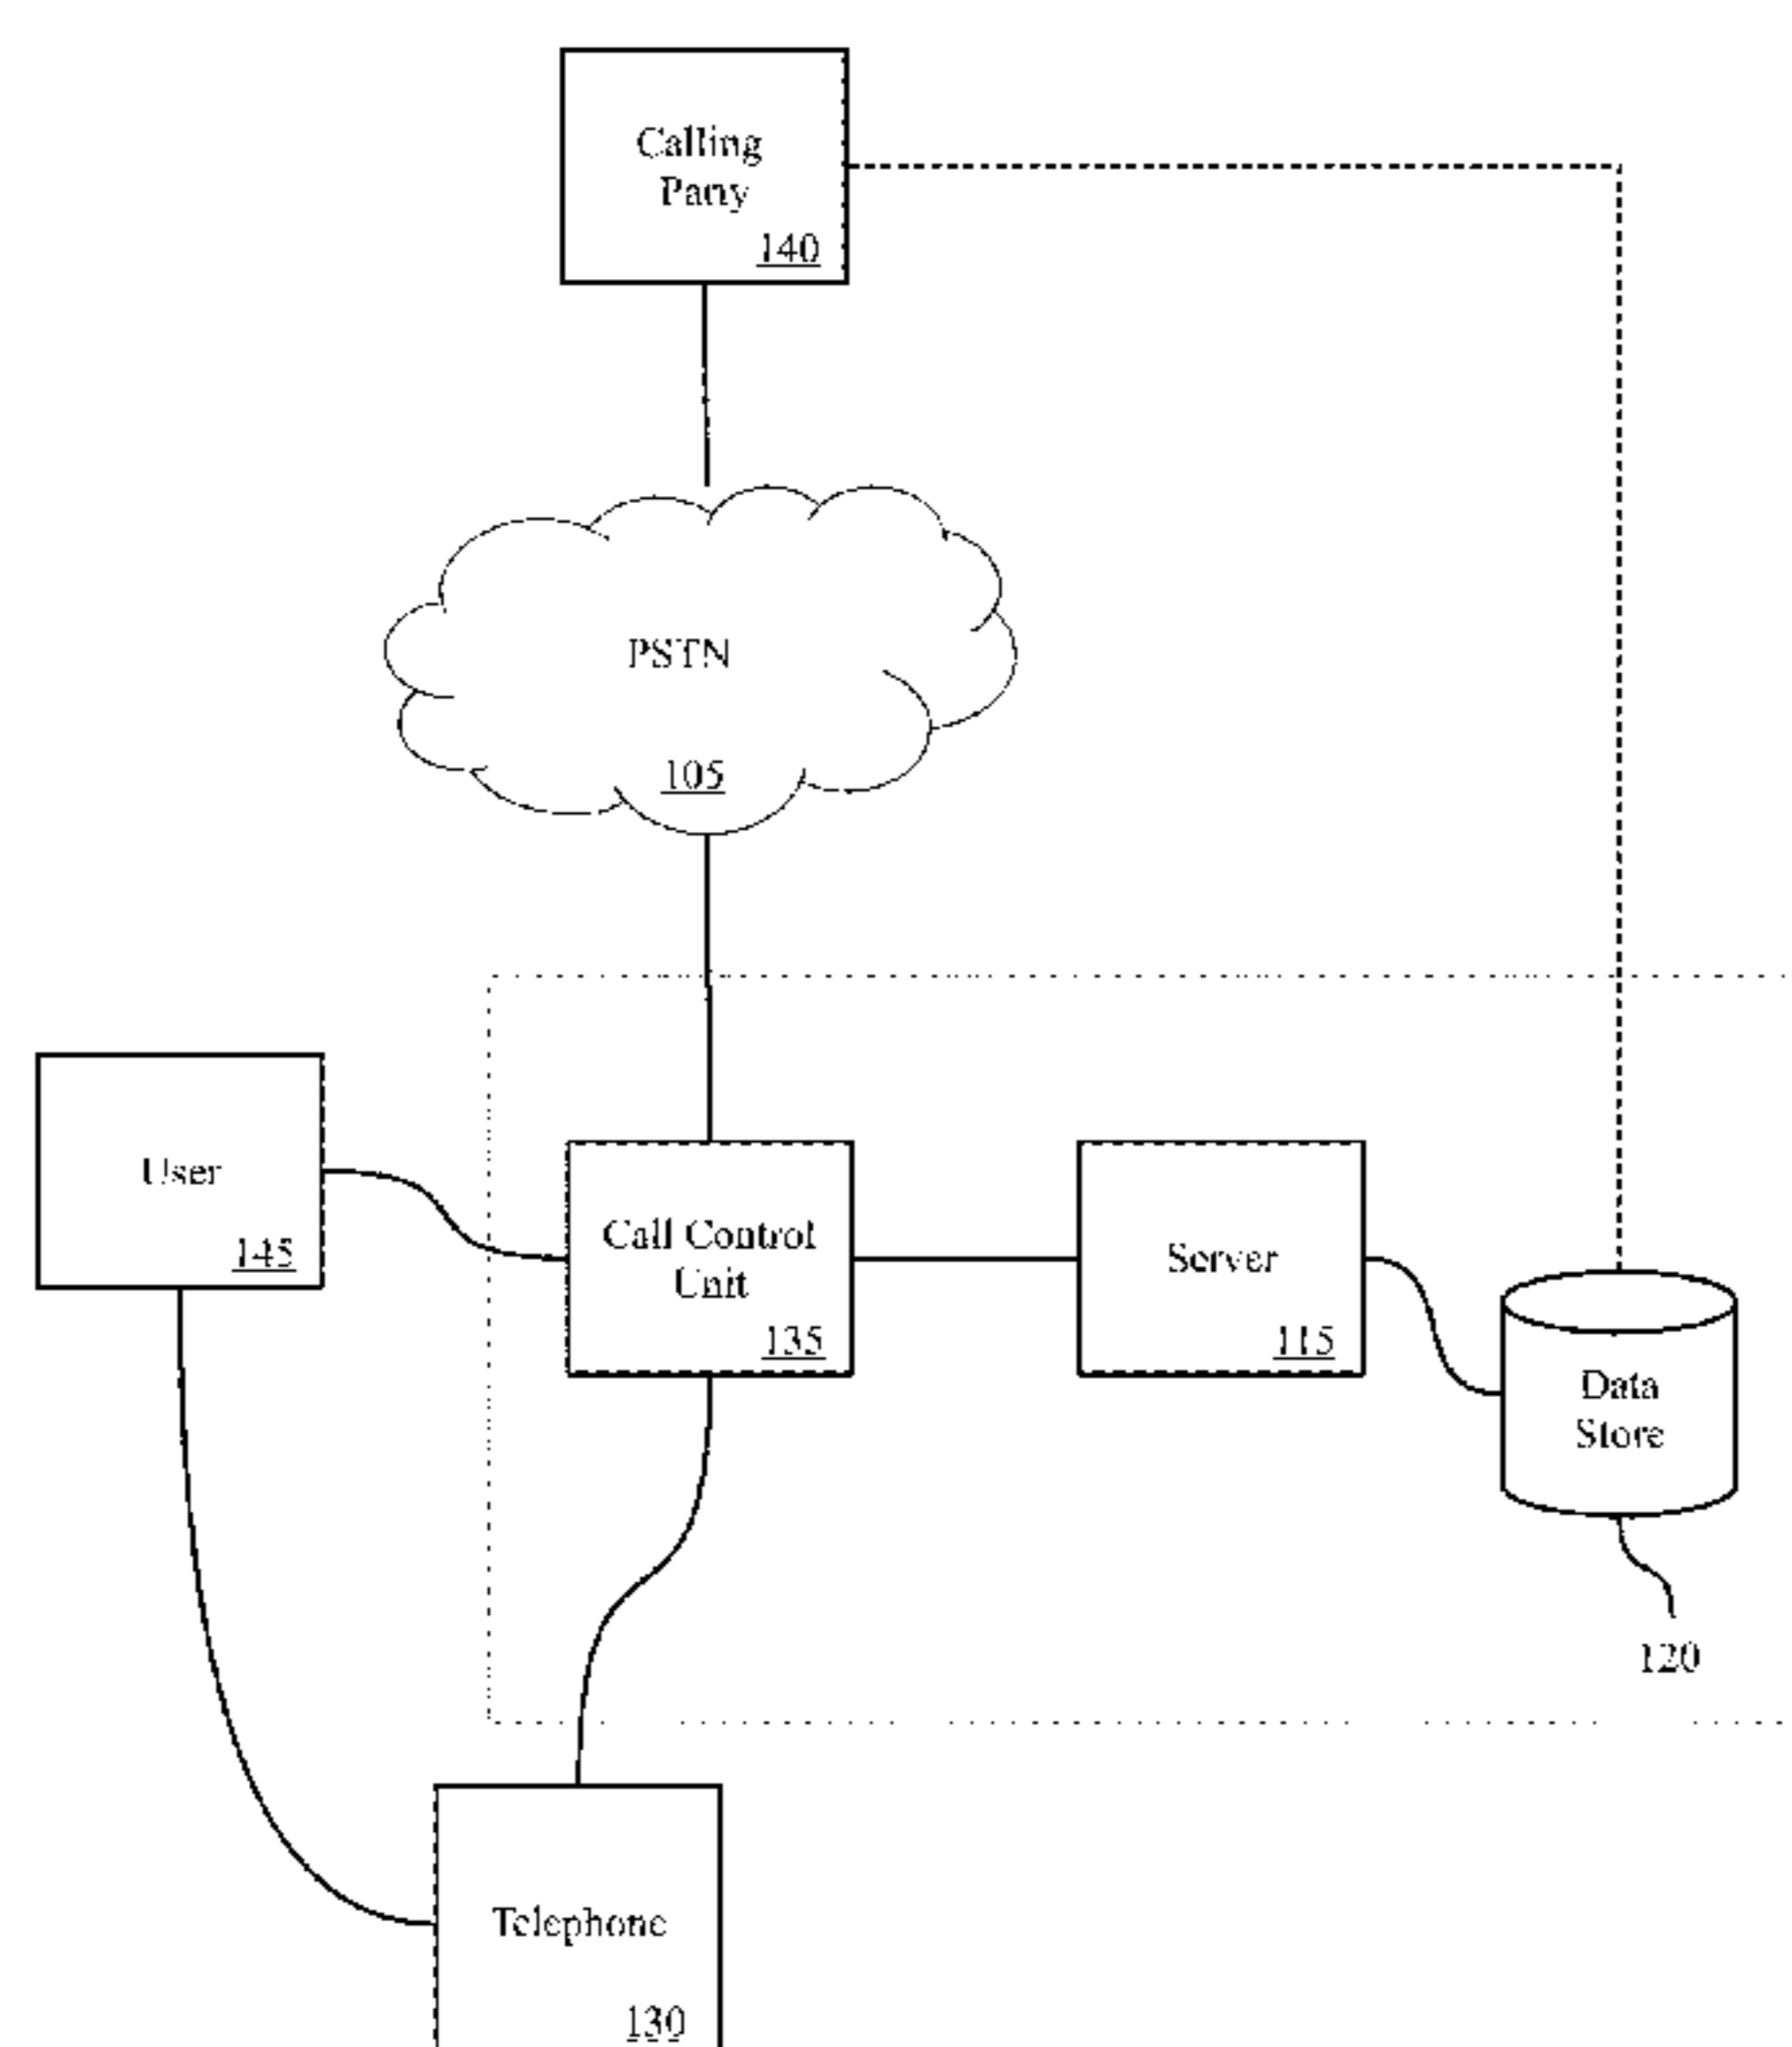 Calling
Party
140
PSTN
105
User
145
Call Control
Unit
135
Server
115
Data
Store
120
Telephone
130